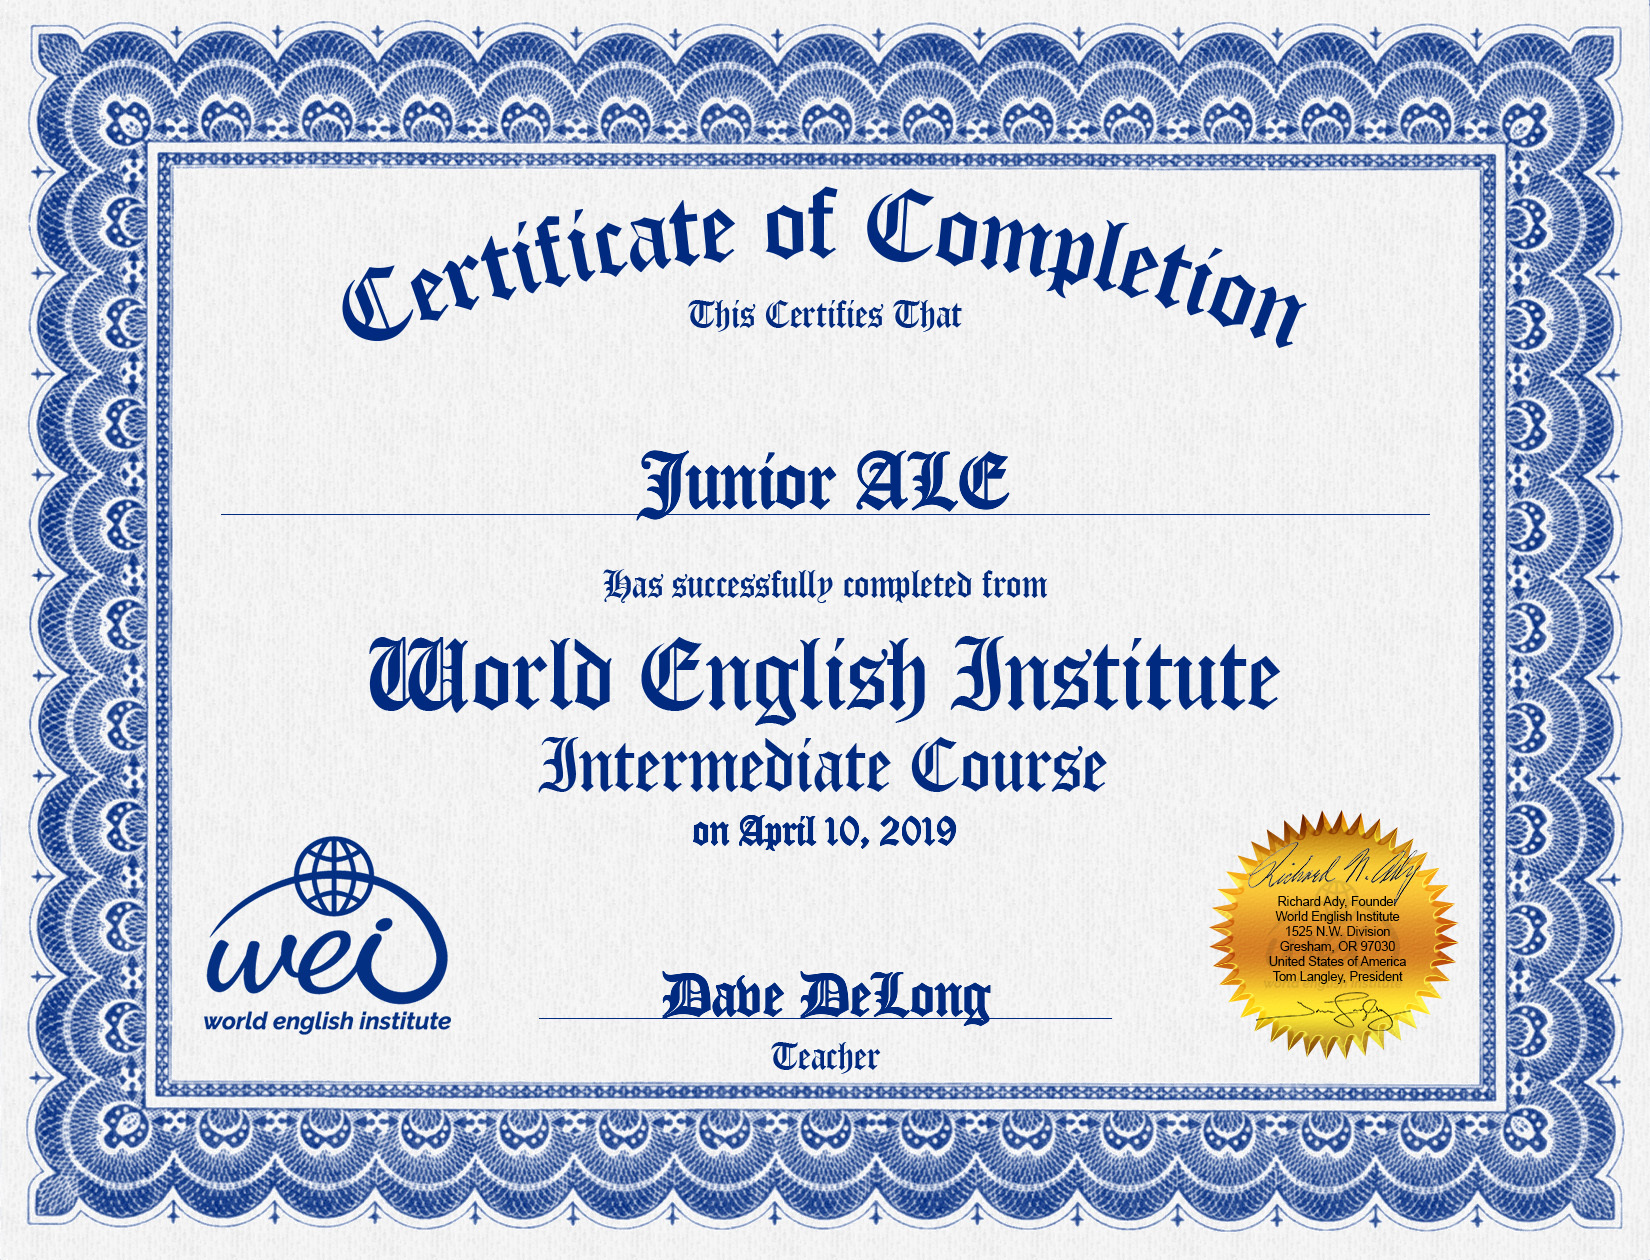 Certificate of Completion
This Certifies That
Junior ALE
Has successfully completed from
World English Institute
Intermediate Course
on April 10, 2019
wei
world english institute
Dave DeLong
Teacher
Richard N. Ady
Richard Ady, Founder
World English Institute
1525 N.W. Division
Gresham, OR 97030
United States of America
Tom Langley, President